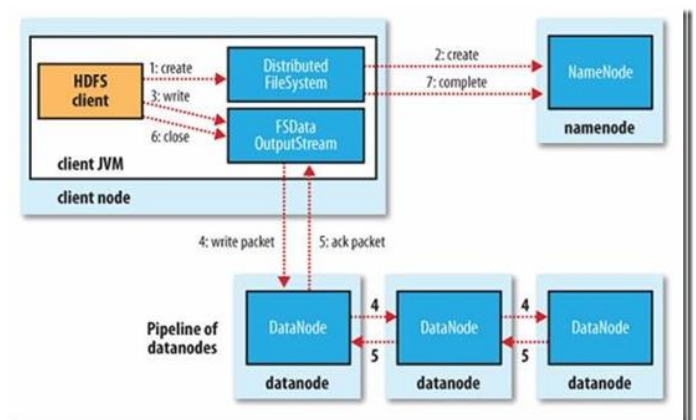 HDFS
client
1: create
3: write
6: close
Distributed
FileSystem
FSData
OutputStream
client JVM
client node
2: create
7: complete
NameNode
namenode
4: write packet
5: ack packet
Pipeline of
datanodes
DataNode
datanode
4
5
DataNode
datanode
4
5
DataNode
datanode